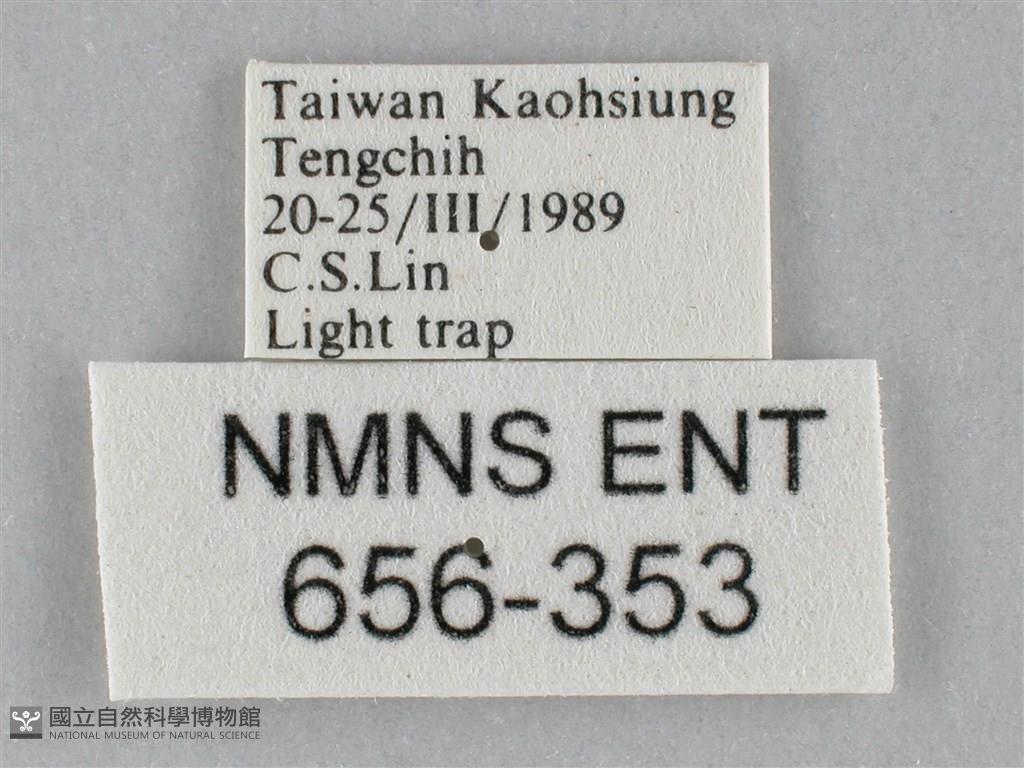 Taiwan Kaohsiung
Tengchih
20-25/III/1989
C.S.Lin
Light trap
NMNS ENT
656-353
國立自然科學博物館
NATIONAL MUSEUM OF NATURAL SCIENCE